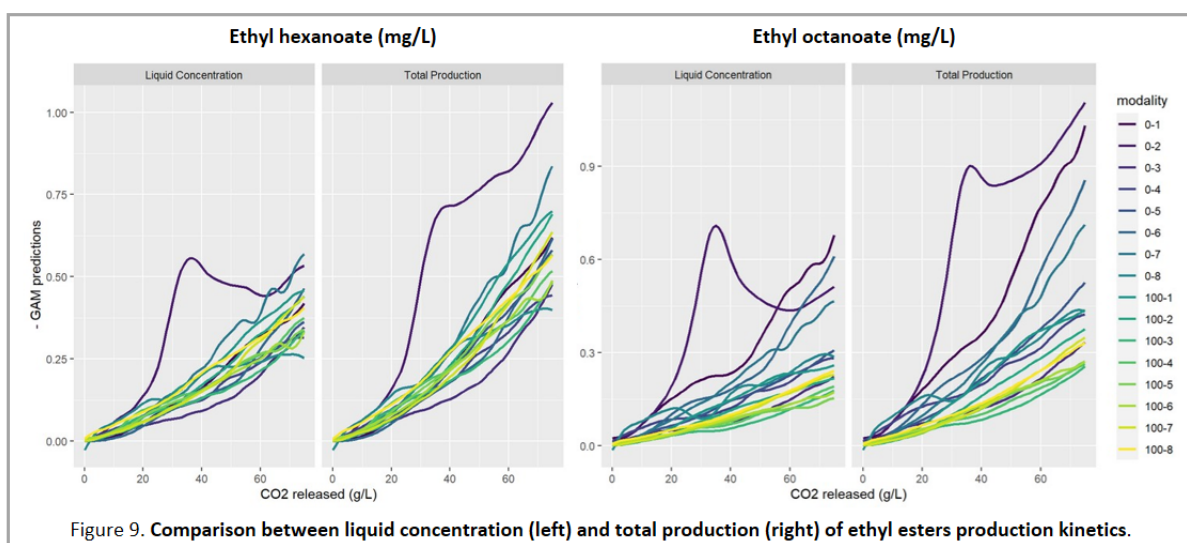 Ethyl hexanoate (mg/L)
Ethyl octanoate (mg/L)
Liquid Concentration
Total Production
Liquid Concentration
Total Production
- GAM predictions
1.00
0.75
0.50
0.25
0.00
0.9
0.6
0.3
0.0
0 20 40 60
0 20 40 60
0 20 40 60
0 20 40 60
CO2 released (g/L)
CO2 released (g/L)
modality
0-1
0-2
0-3
0-4
0-5
0-6
0-7
0-8
100-1
100-2
100-3
100-4
100-5
100-6
100-7
100-8
Figure 9. Comparison between liquid concentration (left) and total production (right) of ethyl esters production kinetics.